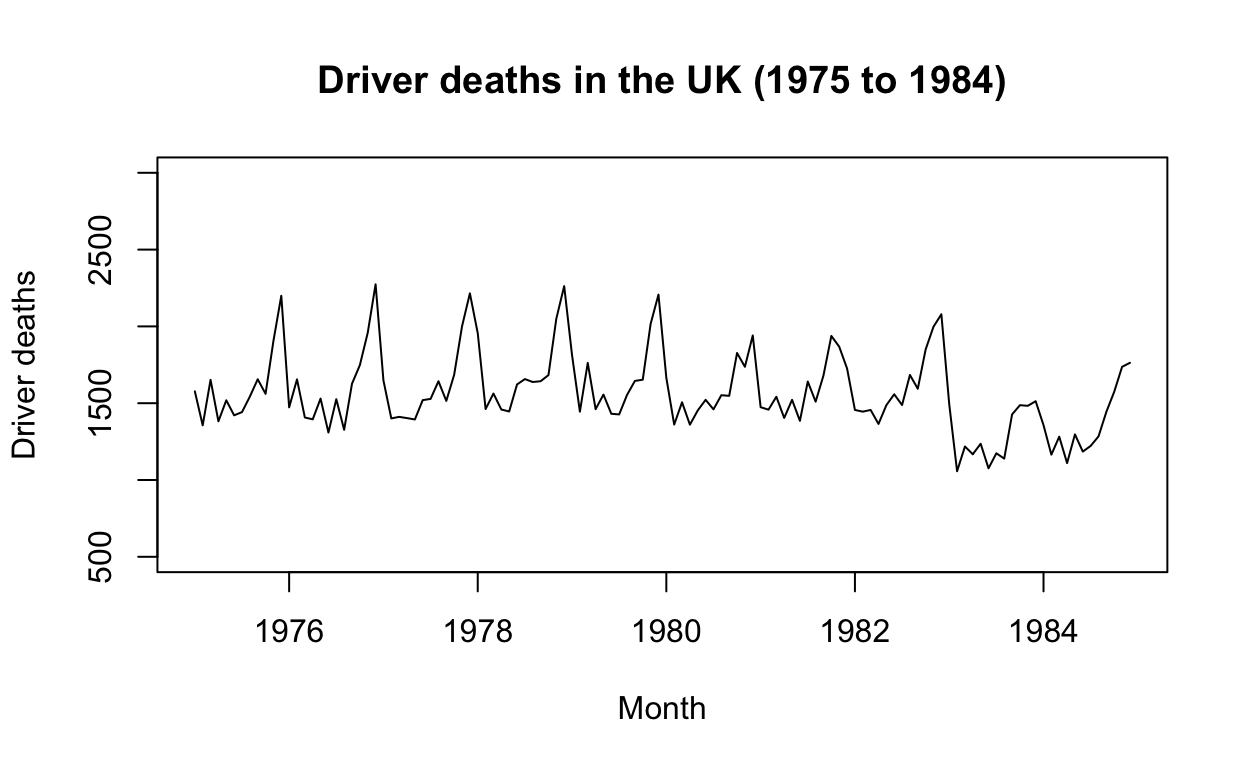 Driver deaths in the UK (1975 to 1984)
Driver deaths
2500
1500
500
1976 1978 1980 1982 1984
Month